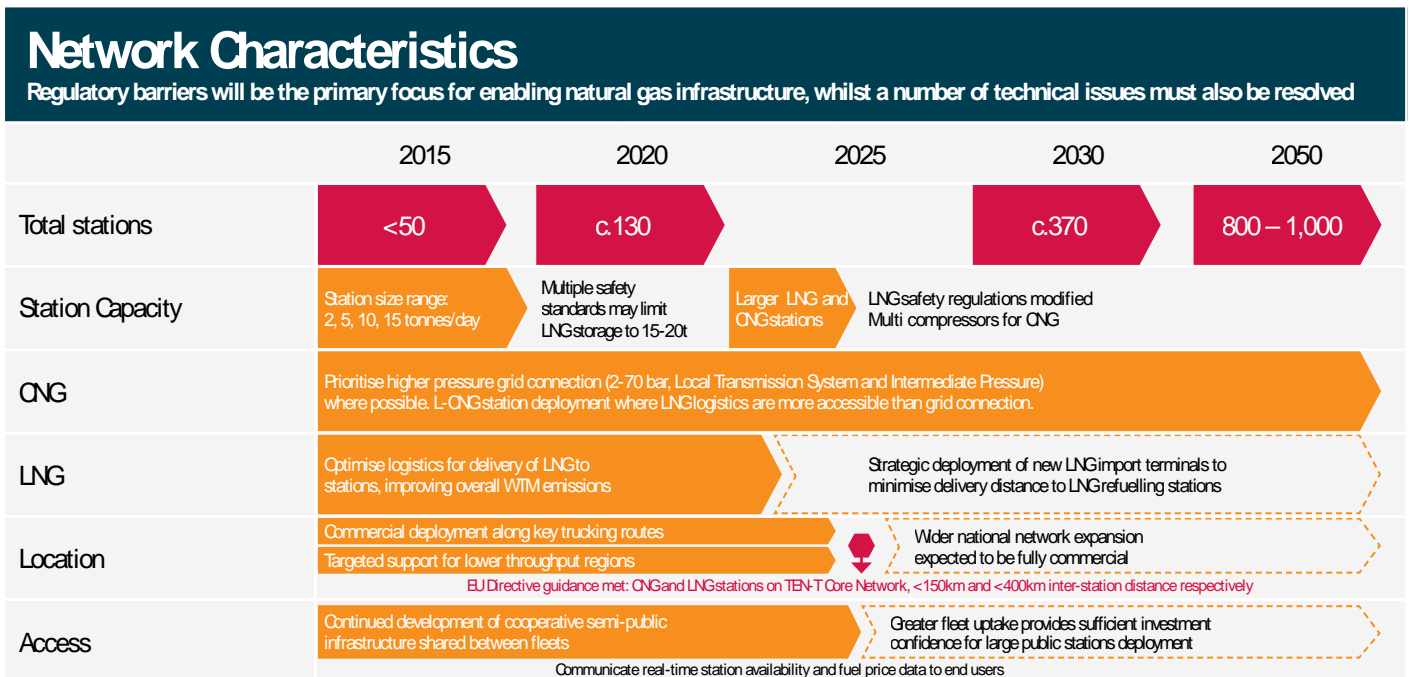 Network Characteristics
Regulatory barriers will be the primary focus for enabling natural gas infrastructure, whilst a number of technical issues must also be resolved
2015 2020 2025 2030 2050
Total stations
<50
c.130
c.370
800 – 1,000
Station Capacity
Station size range:
2, 5, 10, 15 tonnes/day
Multiple safety
standards may limit
LNG storage to 15-20t
Larger LNG and
CNG stations
LNG safety regulations modified
Multi compressors for CNG
CNG
Prioritise higher pressure grid connection (2-70 bar, Local Transmission System and Intermediate Pressure)
where possible. L-CNG station deployment where LNG logistics are more accessible than grid connection.
LNG
Optimise logistics for delivery of LNG to
stations, improving overall WTM emissions
Strategic deployment of new LNG import terminals to
minimise delivery distance to LNG refuelling stations
Location
Commercial deployment along key trucking routes
Targeted support for lower throughput regions
Wider national network expansion
expected to be fully commercial
EU Directive guidance met: CNG and LNG stations on TEN-T Core Network, <150km and <400km inter-station distance respectively
Access
Continued development of cooperative semi-public
infrastructure shared between fleets
Greater fleet uptake provides sufficient investment
confidence for large public stations deployment
Communicate real-time station availability and fuel price data to end users